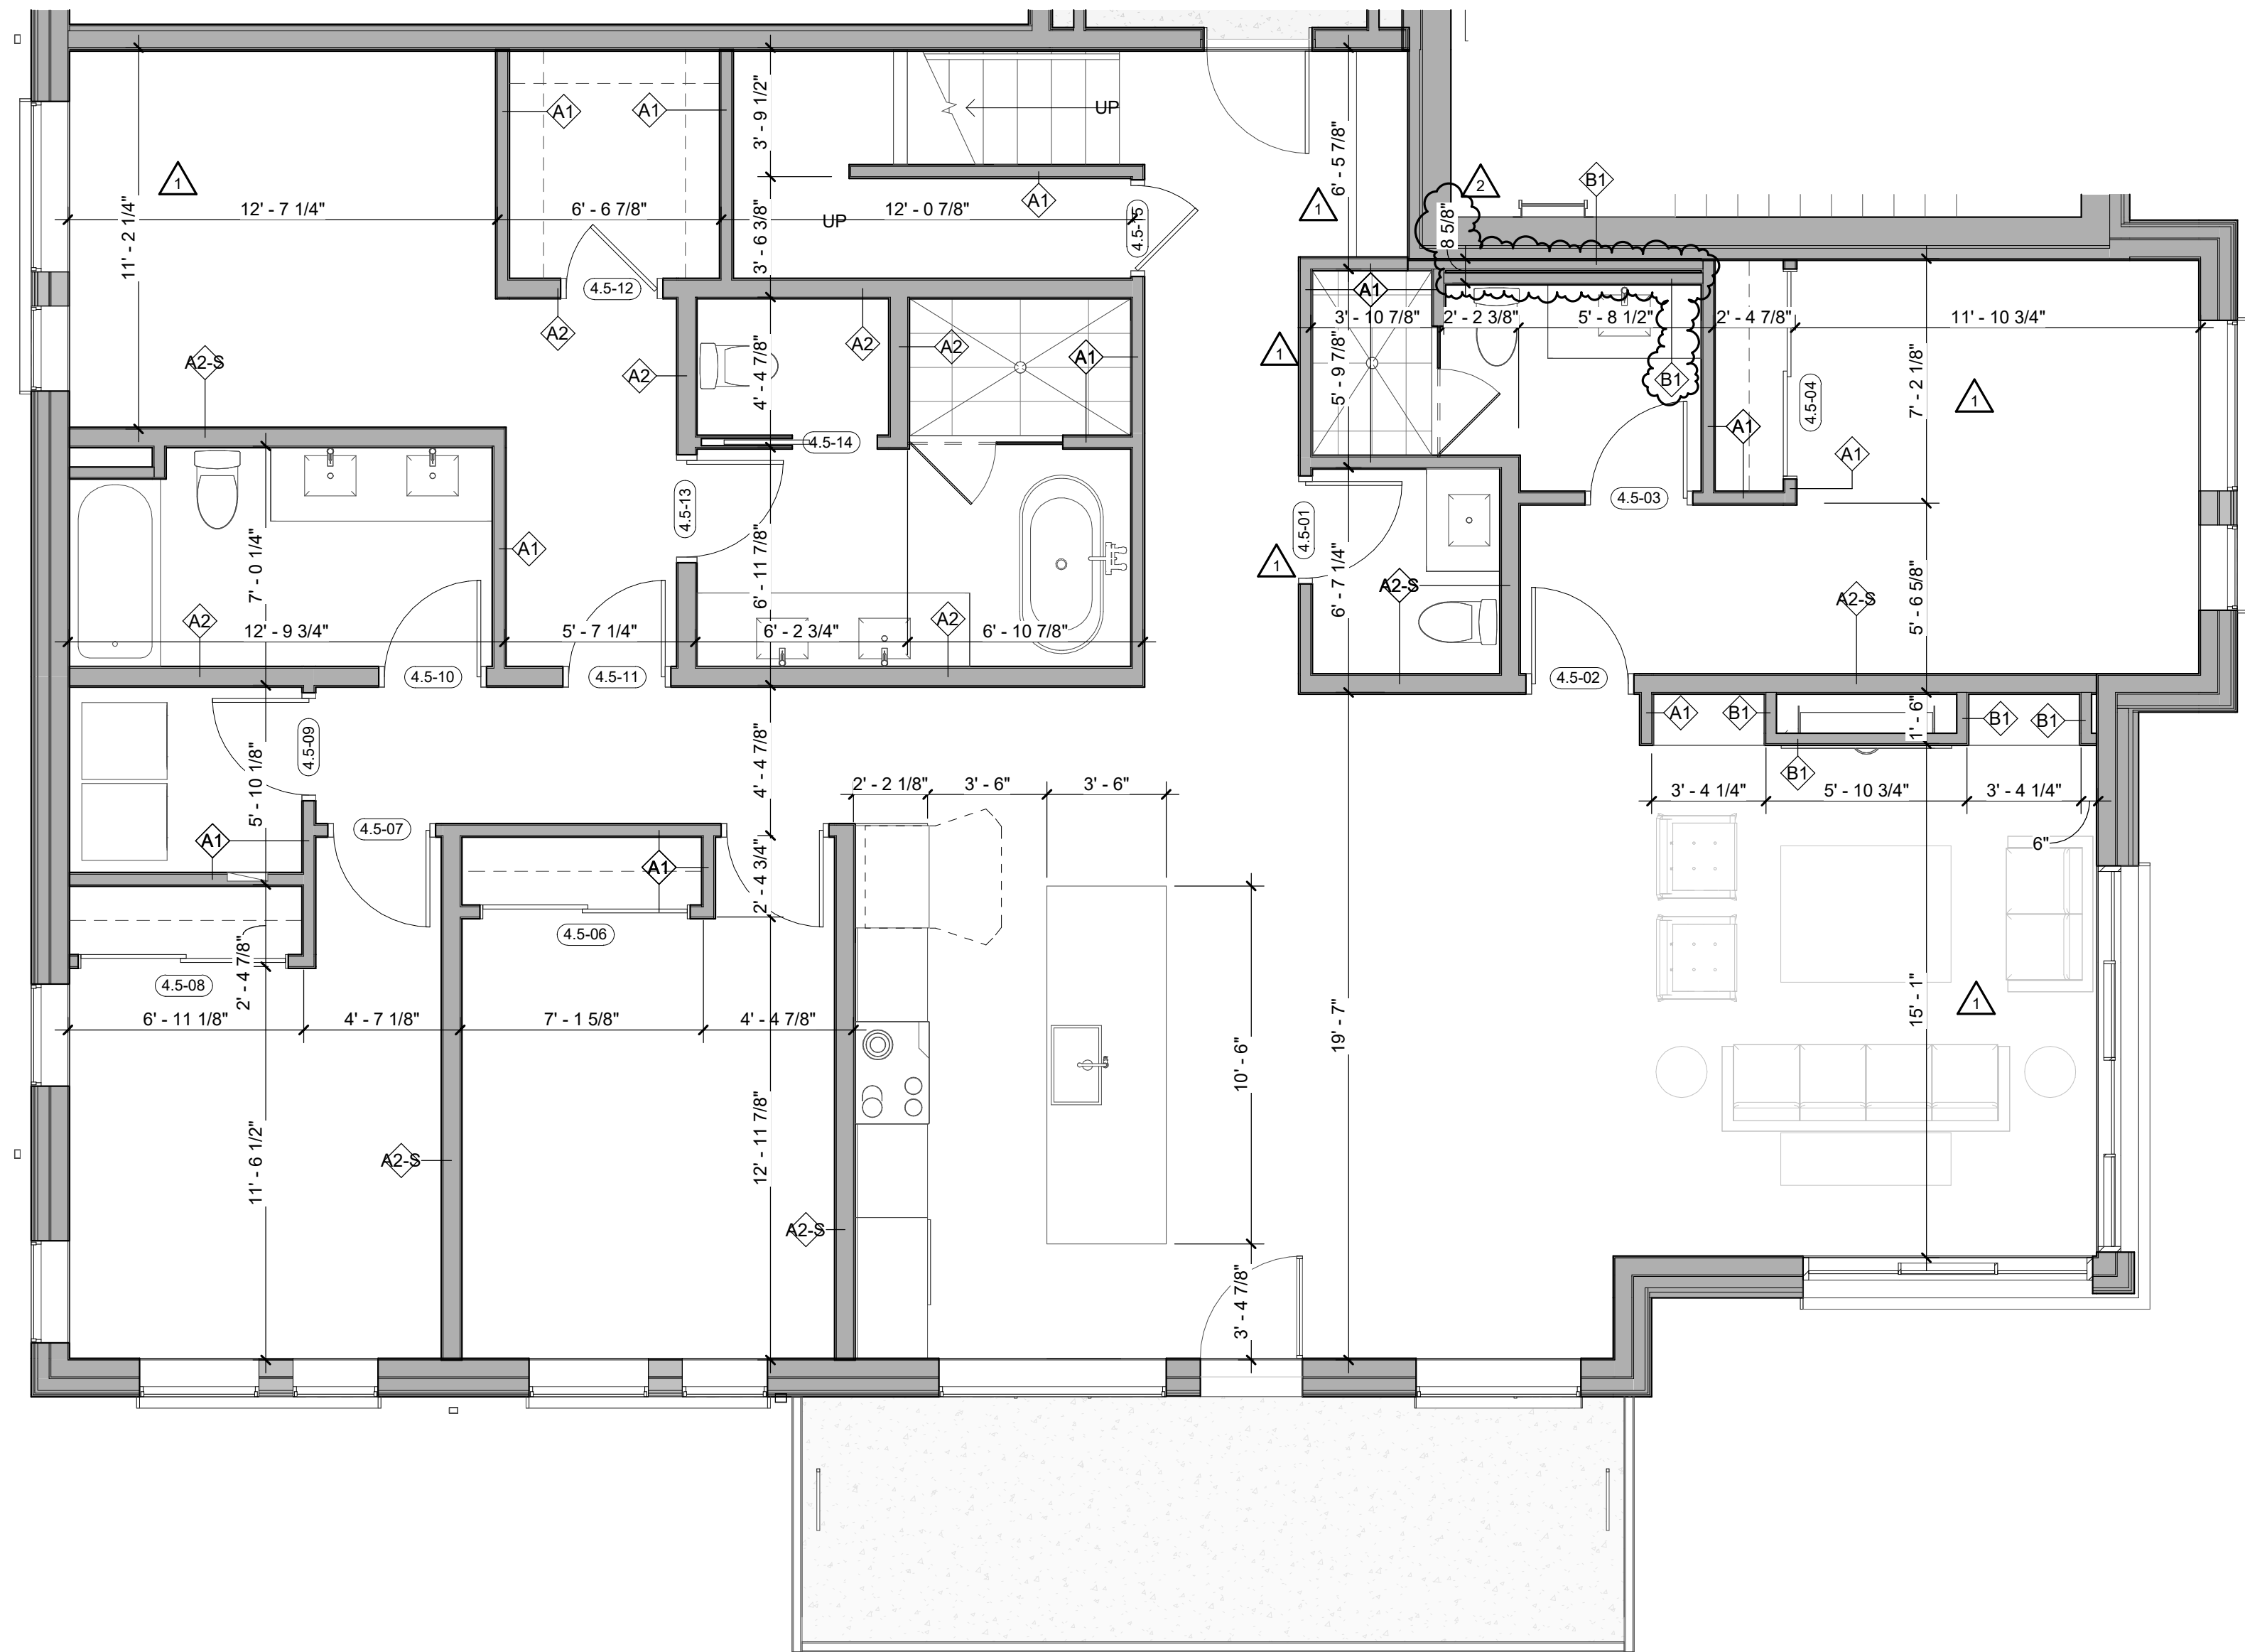 A1
A1
3' - 9 1/2"
UP
6' - 5 7/8"
1
11' - 2 1/4"
2
B1
12' - 7 1/4"
6' - 6 7/8"
12' - 0 7/8"
UP
A1
4.5-15
1
8 5/8"
3' - 6 3/8"
4.5-12
A1
A2
3' - 10 7/8"
2' - 2 3/8"
5' - 8 1/2"
2' - 4 7/8"
11' - 10 3/4"
A2-S
A2
4' - 4 7/8"
A2
A2
A1
1
5' - 9 7/8"
B1
4.5-04
7' - 2 1/8"
1
4.5-14
A1
A1
4.5-13
4.5-03
4.5-01
7' - 0 1/4"
A1
6' - 11 7/8"
1
6' - 7 1/4"
A2-S
A2-S
5' - 6 5/8"
A2
12' - 9 3/4"
5' - 7 1/4"
6' - 2 3/4"
A2
6' - 10 7/8"
4.5-10
4.5-11
4.5-02
A1
B1
1' - 6"
B1
B1
4.5-09
5' - 10 1/8"
4' - 4 7/8"
B1
2' - 2 1/8"
3' - 6"
3' - 6"
3' - 4 1/4"
5' - 10 3/4"
3' - 4 1/4"
A1
4.5-07
A1
2' - 4 3/4"
6"
4.5-06
2' - 4 7/8"
4.5-08
6' - 11 1/8"
4' - 7 1/8"
7' - 1 5/8"
4' - 4 7/8"
19' - 7"
15' - 1"
1
10' - 6"
11' - 6 1/2"
A2-S
12' - 11 7/8"
A2-S
3' - 4 7/8"